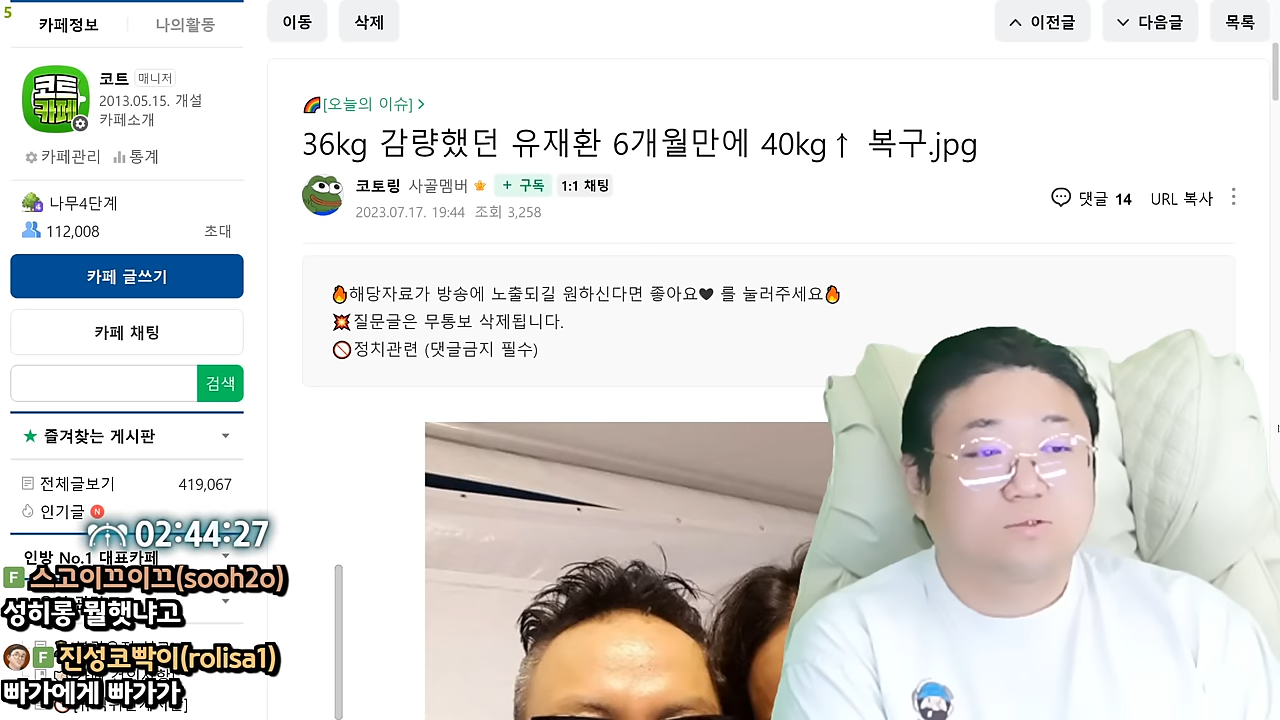 5
카페정보
나의활동
이동
삭제
이전글
다음글
목록
코트
카페
코트 매니저
2013.05.15. 개설
카페소개
카페관리
통계
나무4단계
112,008
초대
카페 글쓰기
카페 채팅
검색
즐겨찾는 게시판
전체글보기
419,067
인기글 N
인방 No.1 대표카페
02:44:27
F 스고이끄이끄(sooh2o)
성히롱 뭘햇냐고
F 진성코빡이(rolisa1)
빠가에게 빠가가
[오늘의 이슈]
36kg 감량했던 유재환 6개월만에 40kg↑ 복구.jpg
코토링 사골멤버 + 구독 1:1 채팅
2023.07.17. 19:44 조회 3,258
댓글 14
URL 복사
🔥해당자료가 방송에 노출되길 원하신다면 좋아요🖤 를 눌러주세요🔥
💥질문글은 무통보 삭제됩니다.
🚫정치관련 (댓글금지 필수)